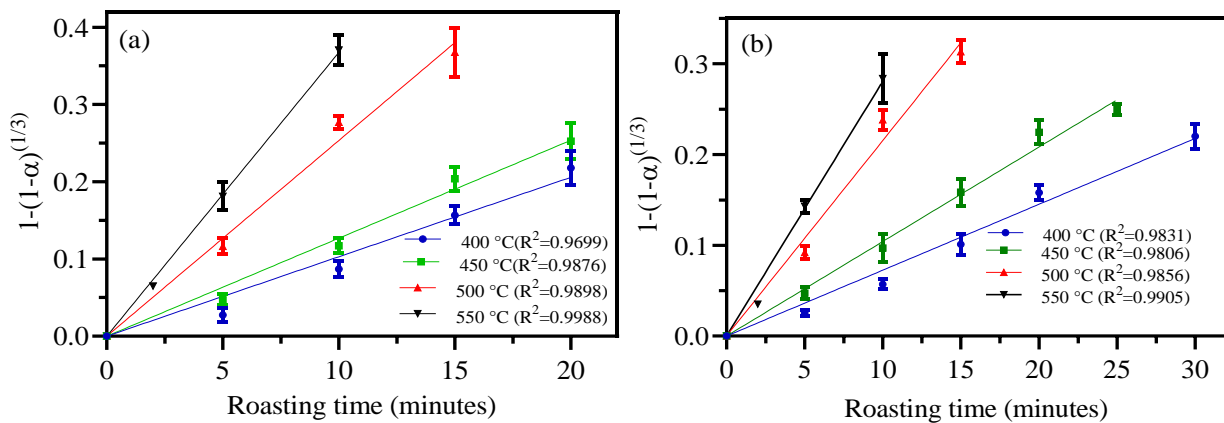 (a)
1-(1-α)^(1/3)
0.4
0.3
0.2
0.1
0.0
400 °C(R²=0.9699)
450 °C(R²=0.9876)
500 °C (R²=0.9898)
550 °C (R²=0.9988)
0 5 10 15 20
Roasting time (minutes)
(b)
1-(1-α)^(1/3)
0.3
0.2
0.1
0.0
400 °C (R²=0.9831)
450 °C (R²=0.9806)
500 °C (R²=0.9856)
550 °C (R²=0.9905)
0 5 10 15 20 25 30
Roasting time (minutes)